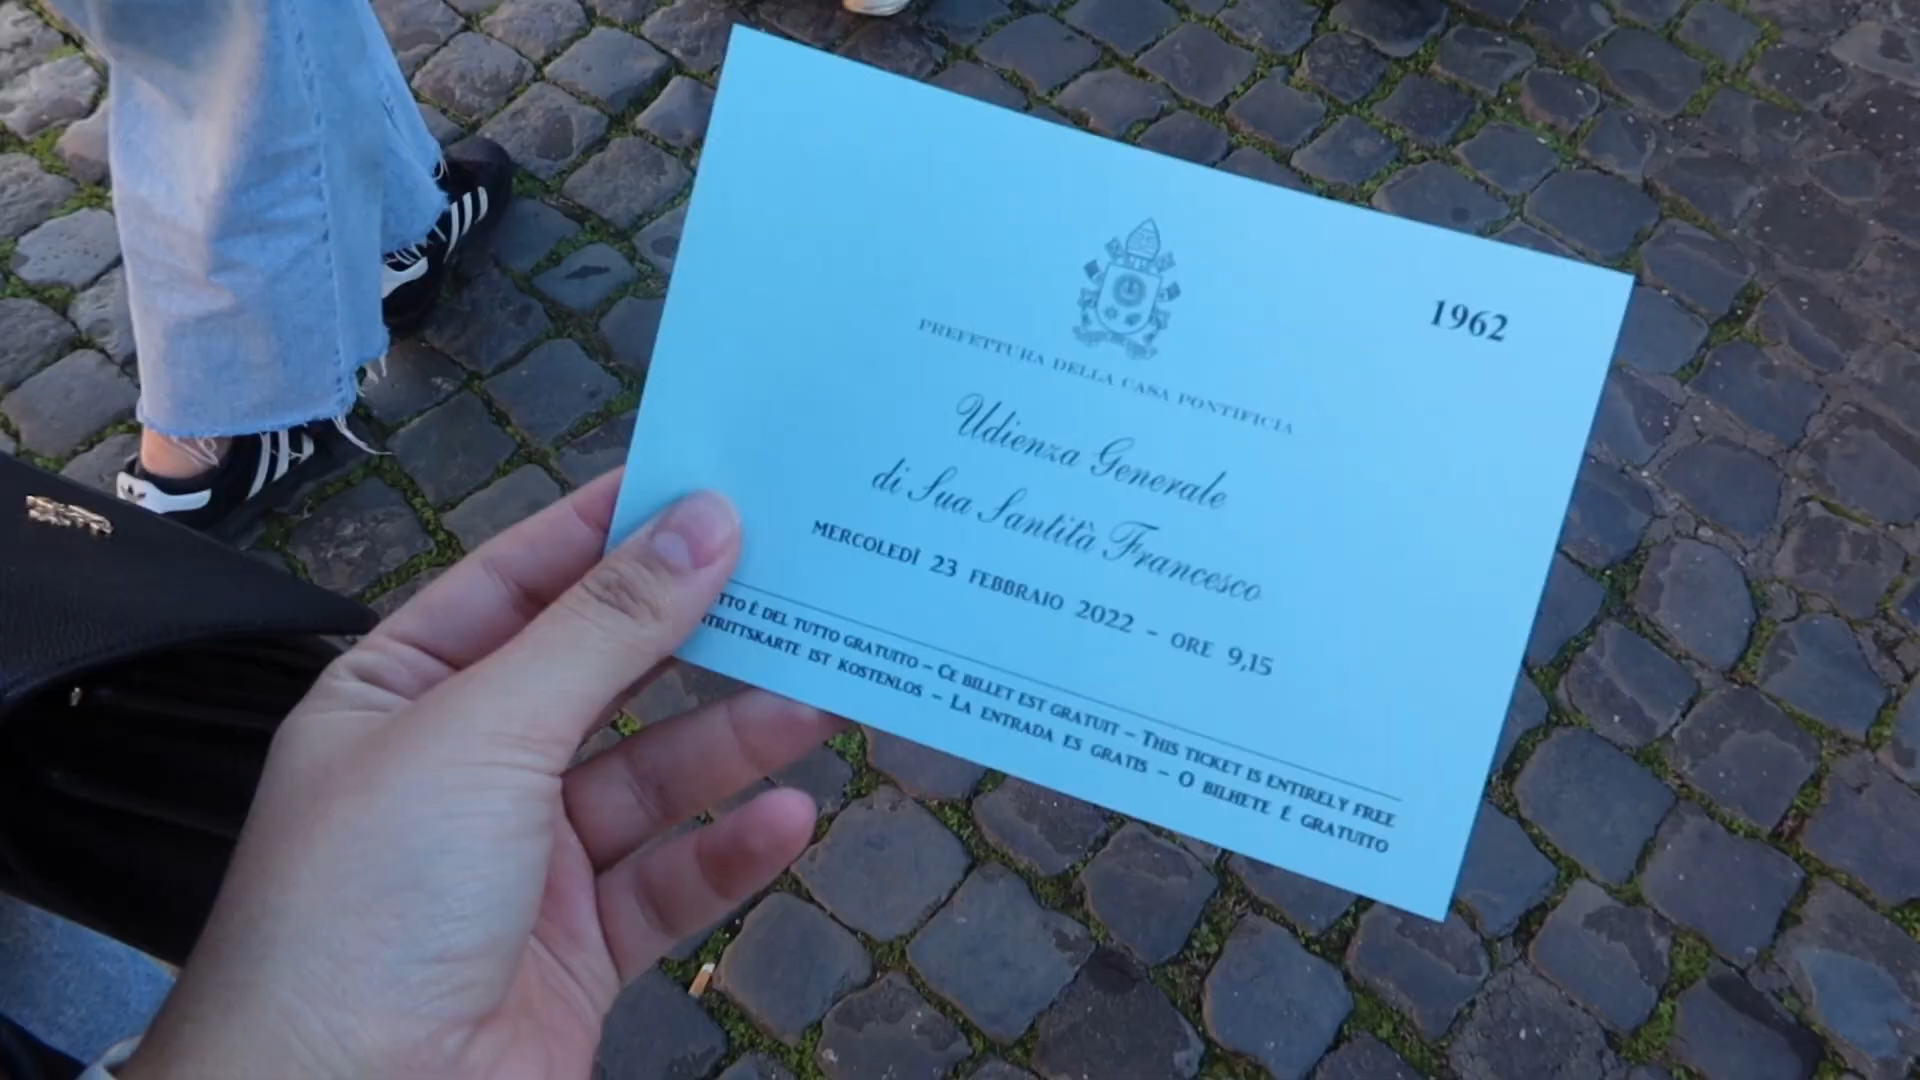 1962
PREFETTURA DELLA CASA PONTIFICIA
Udienza Generale
di Sua Santità Francesco
MERCOLEDÌ 23 FEBBRAIO 2022 - ORE 9,15
É DEL TUTTO GRATUITO – CE BILLET EST GRATUIT – THIS TICKET IS ENTIRELY FREE
IST KOSTENLOS – LA ENTRADA ES GRATIS – O BILHETE É GRATUITO